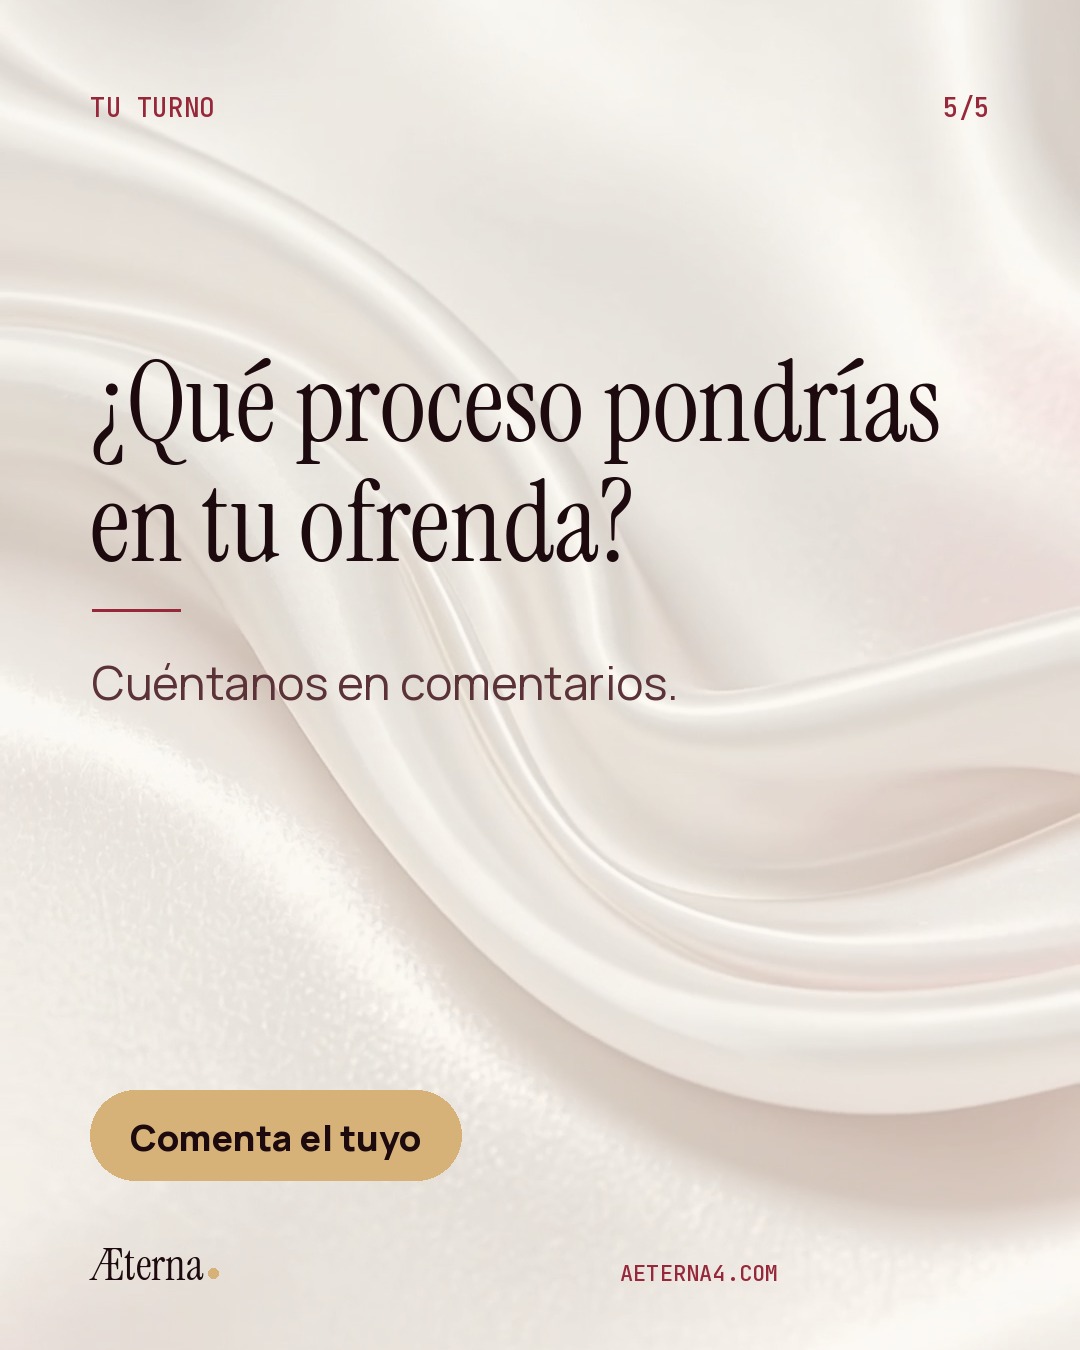 TU TURNO
5/5
¿Qué proceso pondrías
en tu ofrenda?
Cuéntanos en comentarios.
Comenta el tuyo
Æterna
AETERNA4.COM